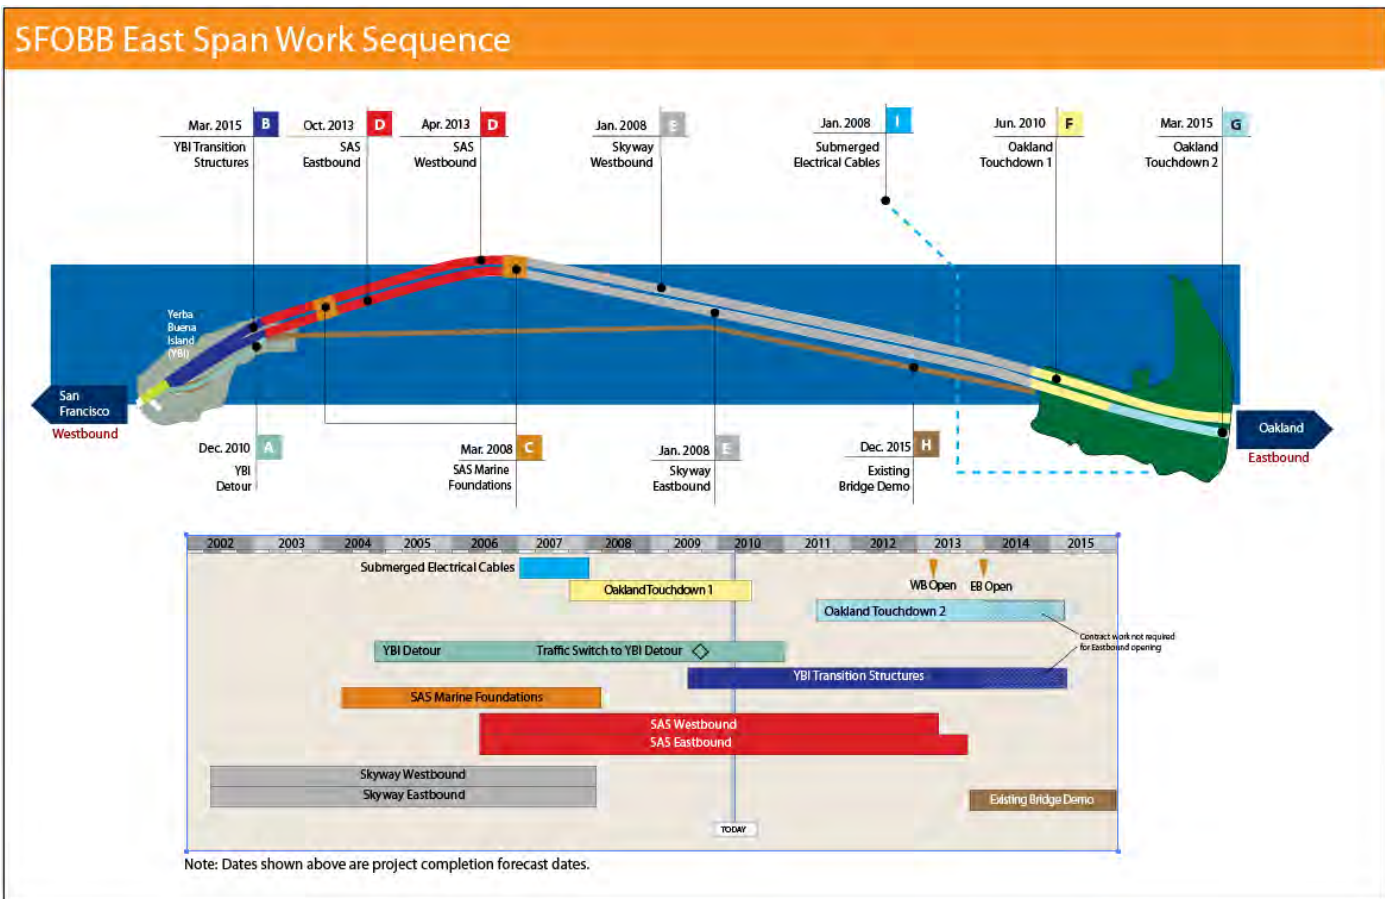 SFOBB East Span Work Sequence
Mar. 2015 B
YBI Transition
Structures
Oct. 2013 D
SAS
Eastbound
Apr. 2013 D
SAS
Westbound
Jan. 2008 E
Skyway
Westbound
Jan. 2008 I
Submerged
Electrical Cables
Jun. 2010 F
Oakland
Touchdown 1
Mar. 2015 G
Oakland
Touchdown 2
Yerba
Buena
Island
(YBI)
San
Francisco
Westbound
Oakland
Eastbound
Dec. 2010 A
YBI
Detour
Mar. 2008 C
SAS Marine
Foundations
Jan. 2008 E
Skyway
Eastbound
Dec. 2015 H
Existing
Bridge Demo
2002 2003 2004 2005 2006 2007 2008 2009 2010 2011 2012 2013 2014 2015
Submerged Electrical Cables
Oakland Touchdown 1
WB Open EB Open
Oakland Touchdown 2
Contract work not required
for Eastbound opening
YBI Detour Traffic Switch to YBI Detour
YBI Transition Structures
SAS Marine Foundations
SAS Westbound
SAS Eastbound
Skyway Westbound
Skyway Eastbound
Existing Bridge Demo
TODAY
Note: Dates shown above are project completion forecast dates.